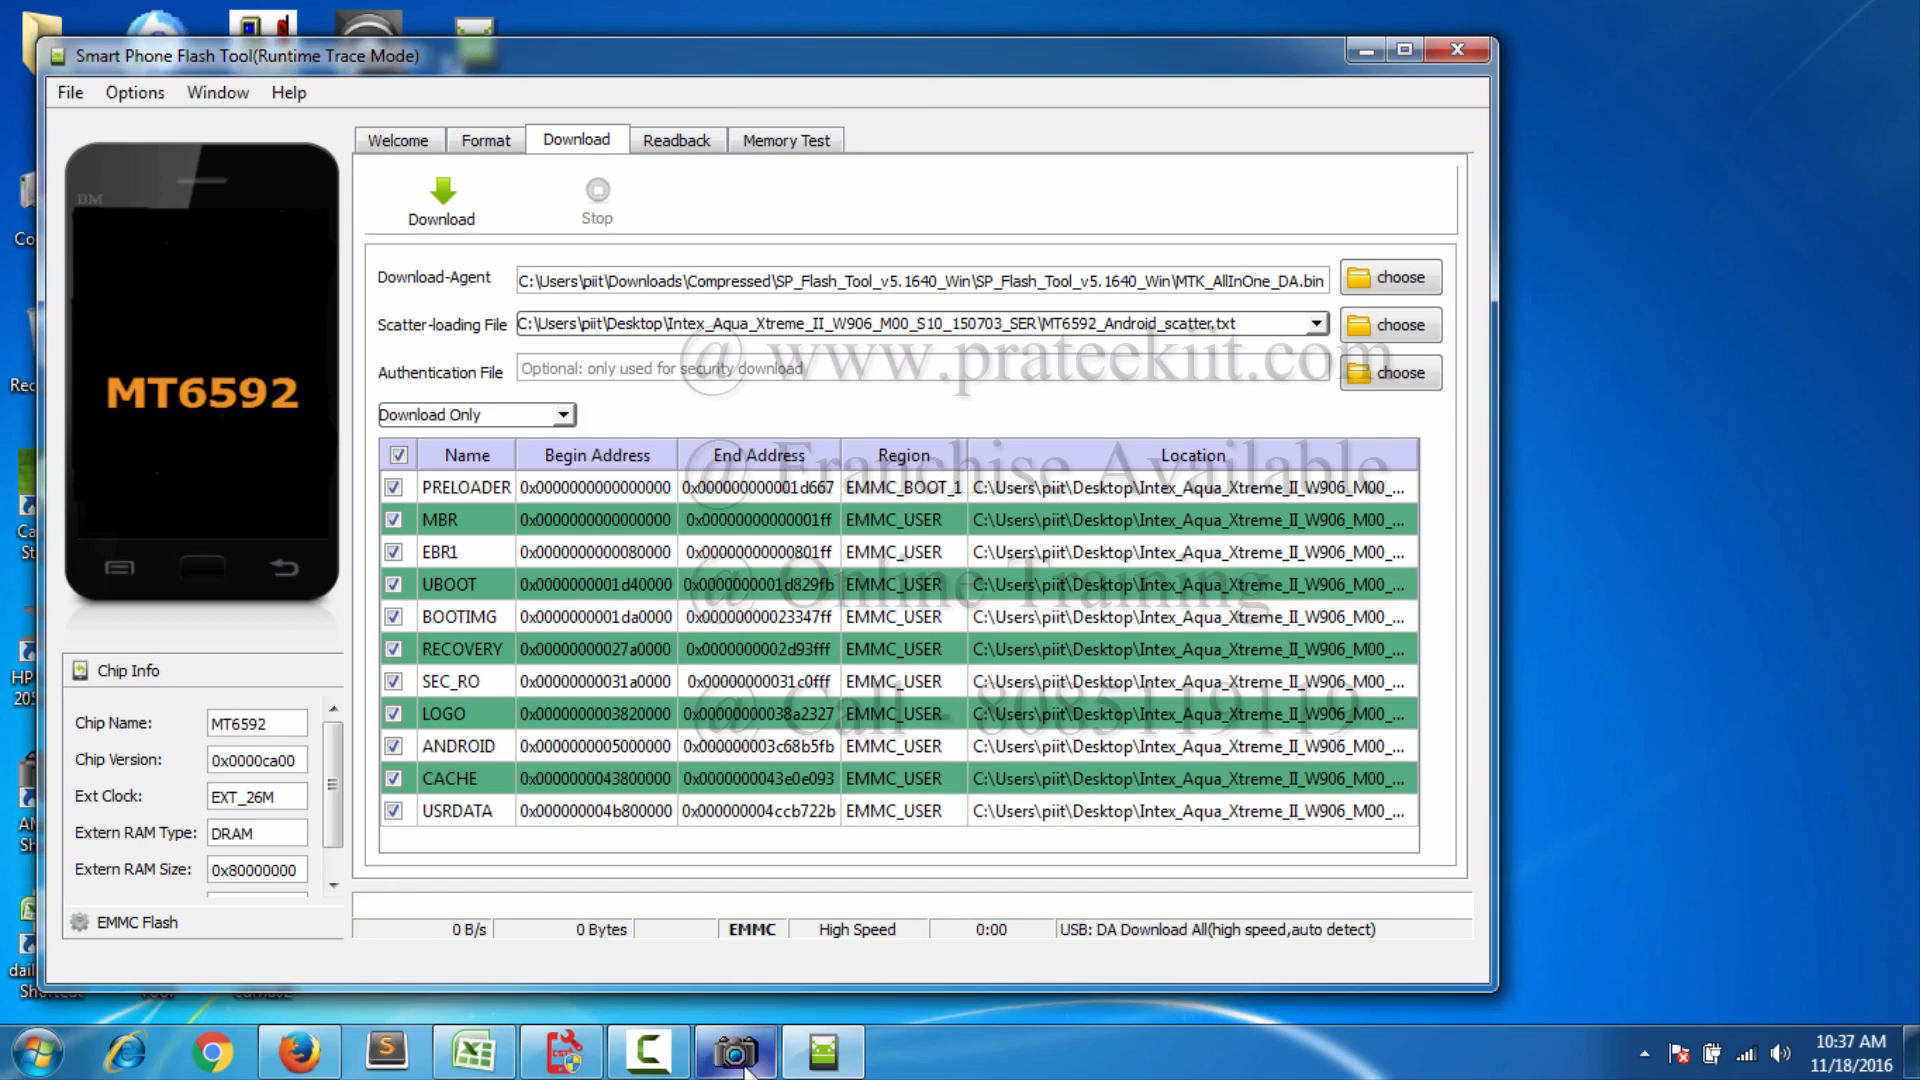 Smart Phone Flash Tool(Runtime Trace Mode)
File Options Window Help
Welcome Format Download Readback Memory Test
BM
Download Stop
MT6592
Download-Agent C:\Users\piit\Downloads\Compressed\SP_Flash_Tool_v5.1640_Win\SP_Flash_Tool_v5.1640_Win\MTK_AllInOne_DA.bin choose
Scatter-loading File C:\Users\piit\Desktop\Intex_Aqua_Xtreme_II_W906_M00_S10_150703_SER\MT6592_Android_scatter.txt choose
@ www.prateekiit.com
Authentication File Optional: only used for security download choose
Download Only
Name Begin Address End Address Region Location
@ Franchise Available
PRELOADER 0x0000000000000000 0x000000000001d667 EMMC_BOOT_1 C:\Users\piit\Desktop\Intex_Aqua_Xtreme_II_W906_M00_...
MBR 0x0000000000000000 0x00000000000001ff EMMC_USER C:\Users\piit\Desktop\Intex_Aqua_Xtreme_II_W906_M00_...
EBR1 0x0000000000080000 0x00000000000801ff EMMC_USER C:\Users\piit\Desktop\Intex_Aqua_Xtreme_II_W906_M00_...
UBOOT 0x0000000001d40000 0x0000000001d829fb EMMC_USER C:\Users\piit\Desktop\Intex_Aqua_Xtreme_II_W906_M00_...
@ Online Training
BOOTIMG 0x0000000001da0000 0x00000000023347ff EMMC_USER C:\Users\piit\Desktop\Intex_Aqua_Xtreme_II_W906_M00_...
RECOVERY 0x00000000027a0000 0x0000000002d93fff EMMC_USER C:\Users\piit\Desktop\Intex_Aqua_Xtreme_II_W906_M00_...
SEC_RO 0x00000000031a0000 0x00000000031c0fff EMMC_USER C:\Users\piit\Desktop\Intex_Aqua_Xtreme_II_W906_M00_...
LOGO 0x0000000003820000 0x00000000038a2327 EMMC_USER C:\Users\piit\Desktop\Intex_Aqua_Xtreme_II_W906_M00_...
@ Call - 8085119119
ANDROID 0x0000000005000000 0x000000003c68b5fb EMMC_USER C:\Users\piit\Desktop\Intex_Aqua_Xtreme_II_W906_M00_...
CACHE 0x0000000043800000 0x0000000043e0e093 EMMC_USER C:\Users\piit\Desktop\Intex_Aqua_Xtreme_II_W906_M00_...
USRDATA 0x000000004b800000 0x000000004ccb722b EMMC_USER C:\Users\piit\Desktop\Intex_Aqua_Xtreme_II_W906_M00_...
Chip Info
Chip Name: MT6592
Chip Version: 0x0000ca00
Ext Clock: EXT_26M
Extern RAM Type: DRAM
Extern RAM Size: 0x80000000
EMMC Flash
0 B/s 0 Bytes EMMC High Speed 0:00 USB: DA Download All(high speed,auto detect)
10:37 AM
11/18/2016